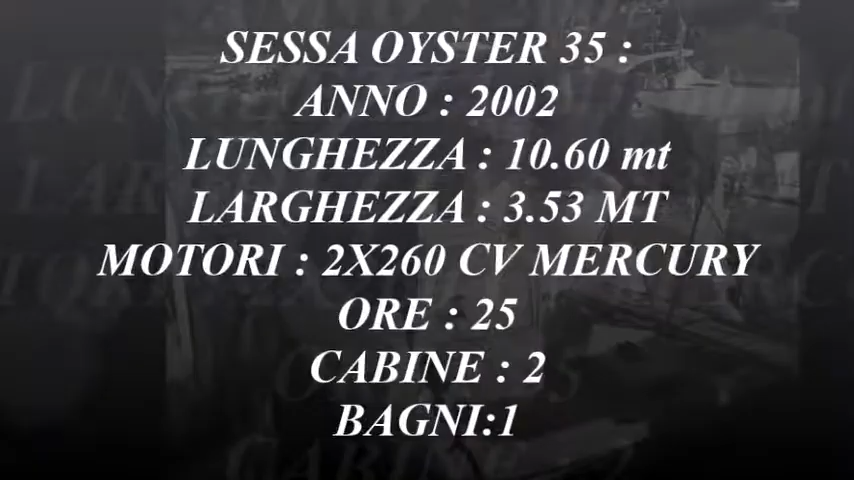 SESSA OYSTER 35 :
ANNO : 2002
LUNGHEZZA : 10.60 mt
LARGHEZZA : 3.53 MT
MOTORI : 2X260 CV MERCURY
ORE : 25
CABINE : 2
BAGNI:1